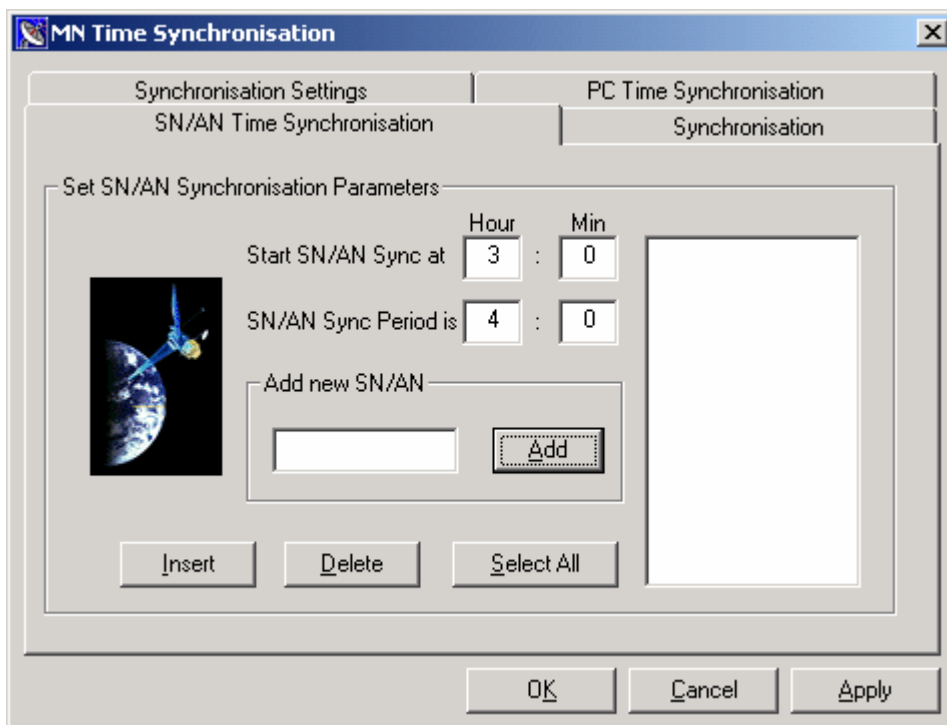 MN Time Synchronisation
Synchronisation Settings
PC Time Synchronisation
SN/AN Time Synchronisation
Synchronisation
Set SN/AN Synchronisation Parameters
Hour Min
Start SN/AN Sync at 3 : 0
SN/AN Sync Period is 4 : 0
Add new SN/AN
Add
Insert
Delete
Select All
OK
Cancel
Apply